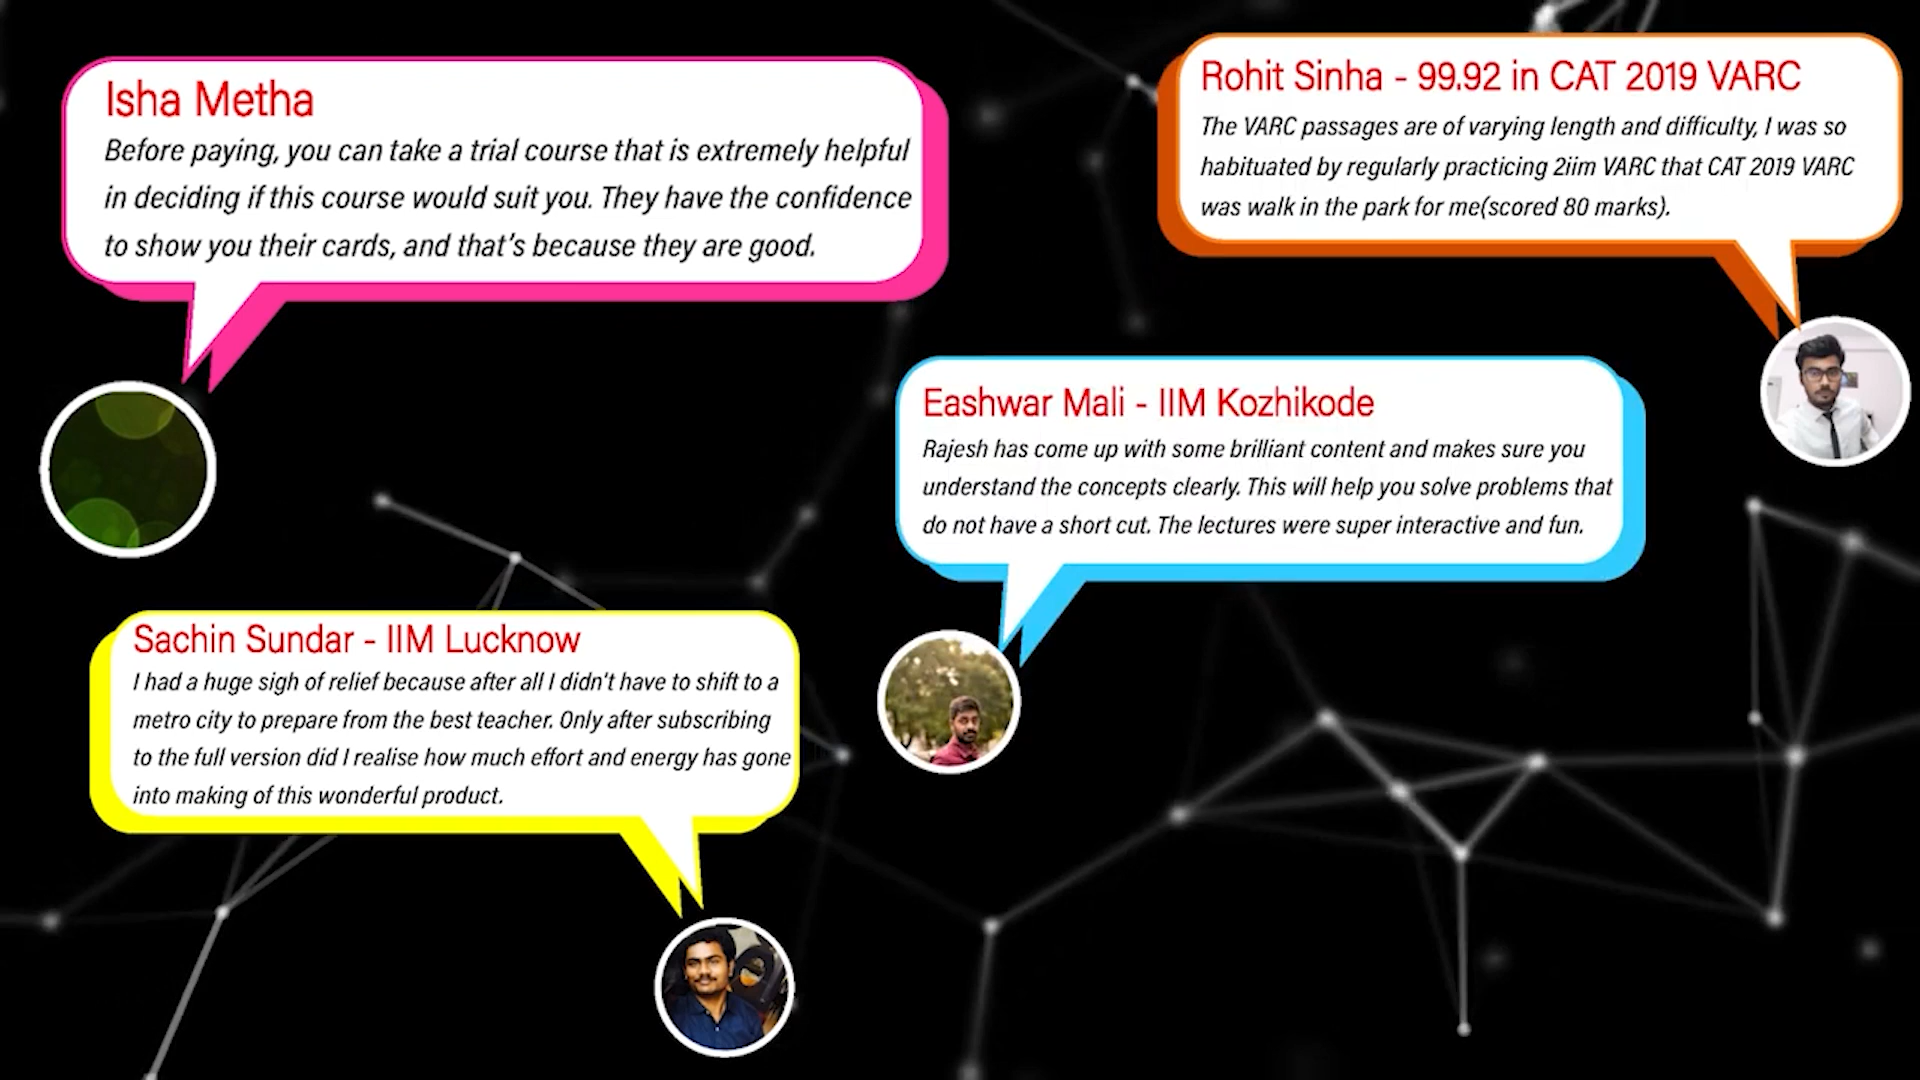 Isha Metha
Before paying, you can take a trial course that is extremely helpful
in deciding if this course would suit you. They have the confidence
to show you their cards, and that's because they are good.
Rohit Sinha - 99.92 in CAT 2019 VARC
The VARC passages are of varying length and difficulty, I was so
habituated by regularly practicing 2iim VARC that CAT 2019 VARC
was walk in the park for me(scored 80 marks).
Eashwar Mali - IIM Kozhikode
Rajesh has come up with some brilliant content and makes sure you
understand the concepts clearly. This will help you solve problems that
do not have a short cut. The lectures were super interactive and fun.
Sachin Sundar - IIM Lucknow
I had a huge sigh of relief because after all I didn't have to shift to a
metro city to prepare from the best teacher. Only after subscribing
to the full version did I realise how much effort and energy has gone
into making of this wonderful product.